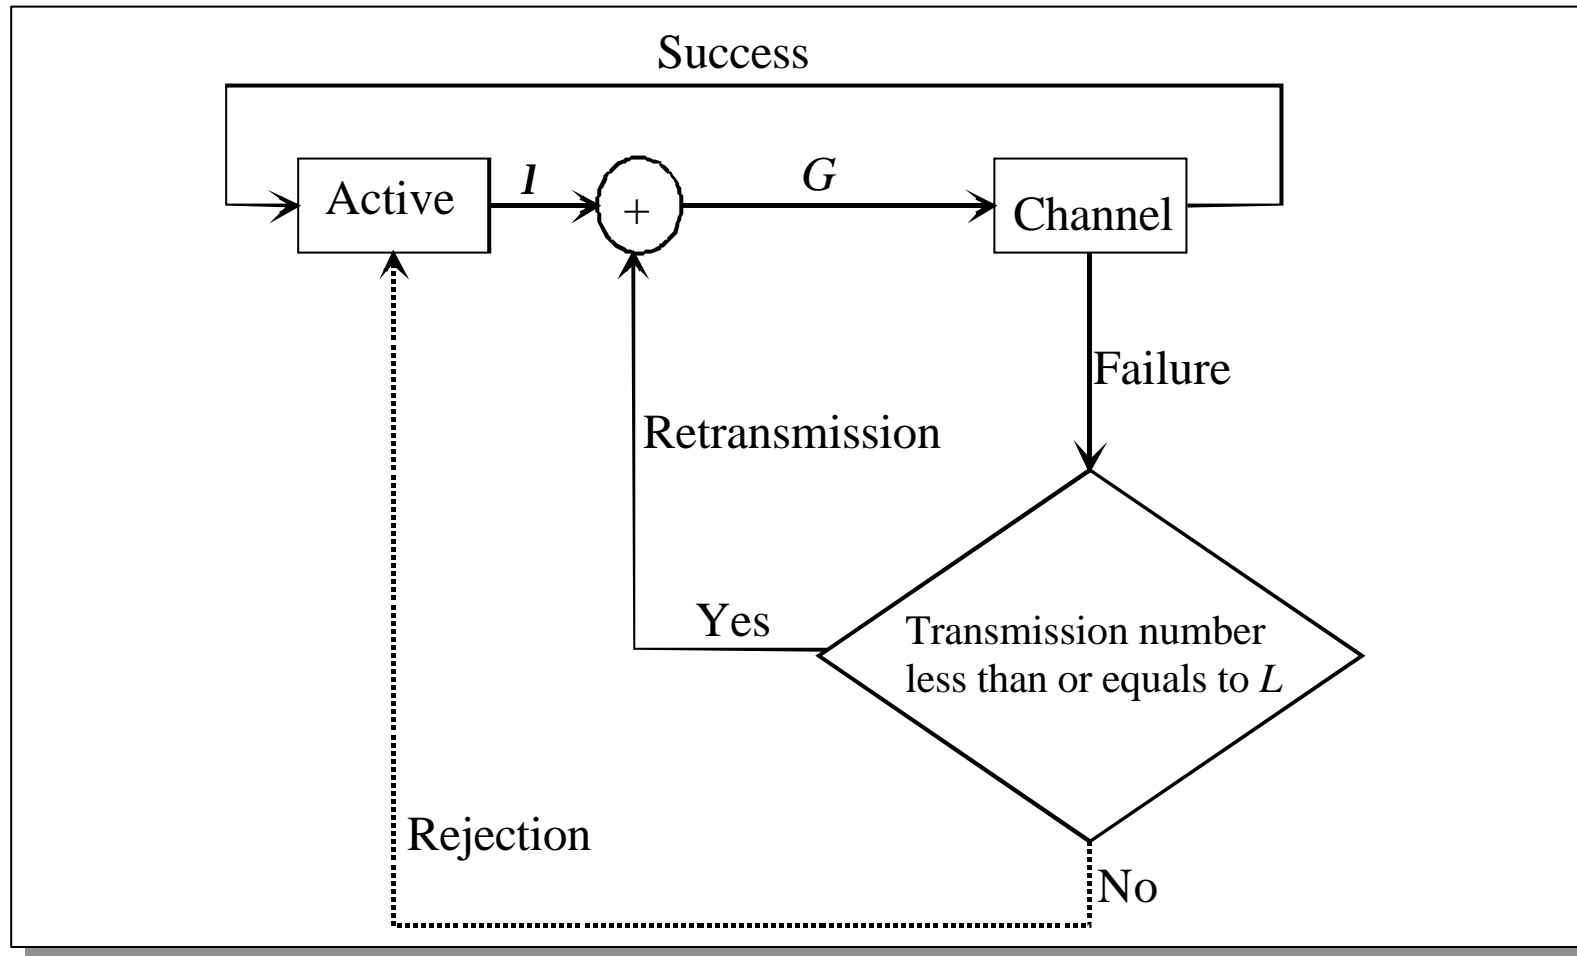 Success
Active
l
+
G
Channel
Failure
Retransmission
Yes
Transmission number
less than or equals to L
Rejection
No